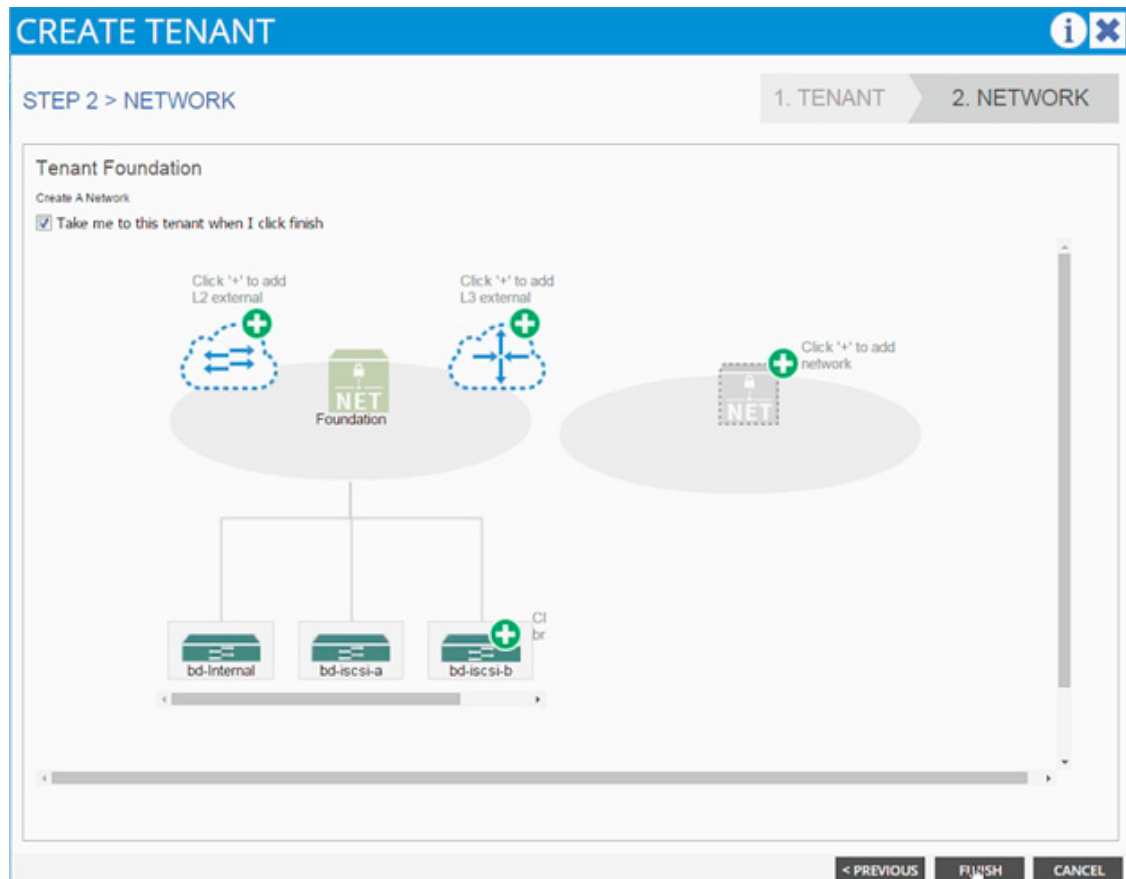 CREATE TENANT
STEP 2 > NETWORK
1. TENANT
2. NETWORK
Tenant Foundation
Create A Network
Take me to this tenant when I click finish
Click '+' to add
L2 external
Click '+' to add
L3 external
Click '+' to add
network
NET
Foundation
NET
Cl
br
bd-Internal
bd-iscsi-a
bd-iscsi-b
< PREVIOUS
FINISH
CANCEL